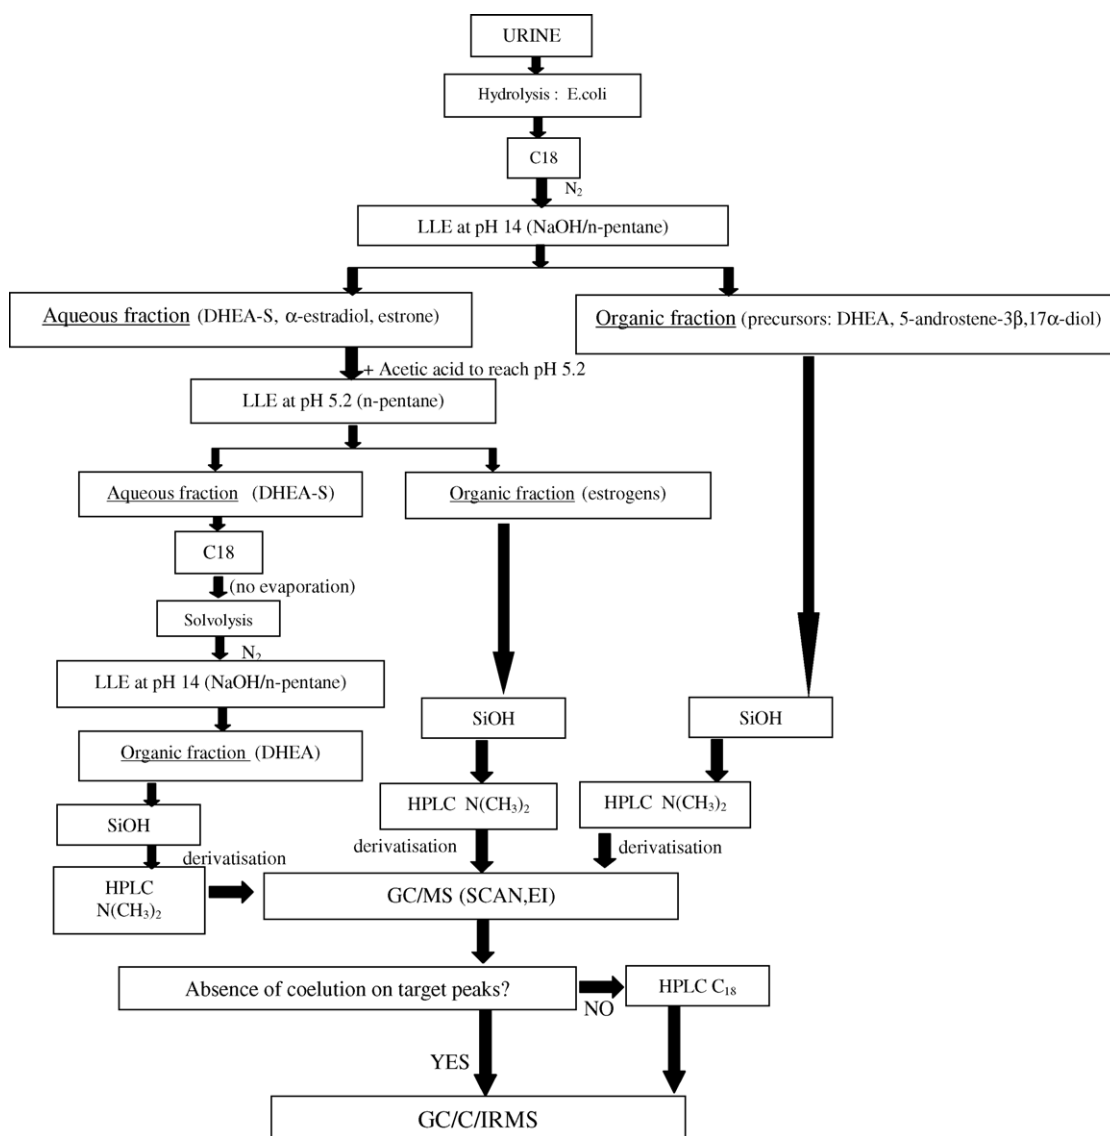 URINE
Hydrolysis : E.coli
C18
N₂
LLE at pH 14 (NaOH/n-pentane)
Aqueous fraction (DHEA-S, α-estradiol, estrone)
Organic fraction (precursors: DHEA, 5-androstene-3β,17α-diol)
+ Acetic acid to reach pH 5.2
LLE at pH 5.2 (n-pentane)
Aqueous fraction (DHEA-S)
Organic fraction (estrogens)
C18
(no evaporation)
Solvolysis
N₂
LLE at pH 14 (NaOH/n-pentane)
Organic fraction (DHEA)
SiOH
SiOH
SiOH
HPLC N(CH₃)₂
HPLC N(CH₃)₂
derivatisation
derivatisation
derivatisation
HPLC
N(CH₃)₂
GC/MS (SCAN,EI)
Absence of coelution on target peaks?
NO
HPLC C₁₈
YES
GC/C/IRMS